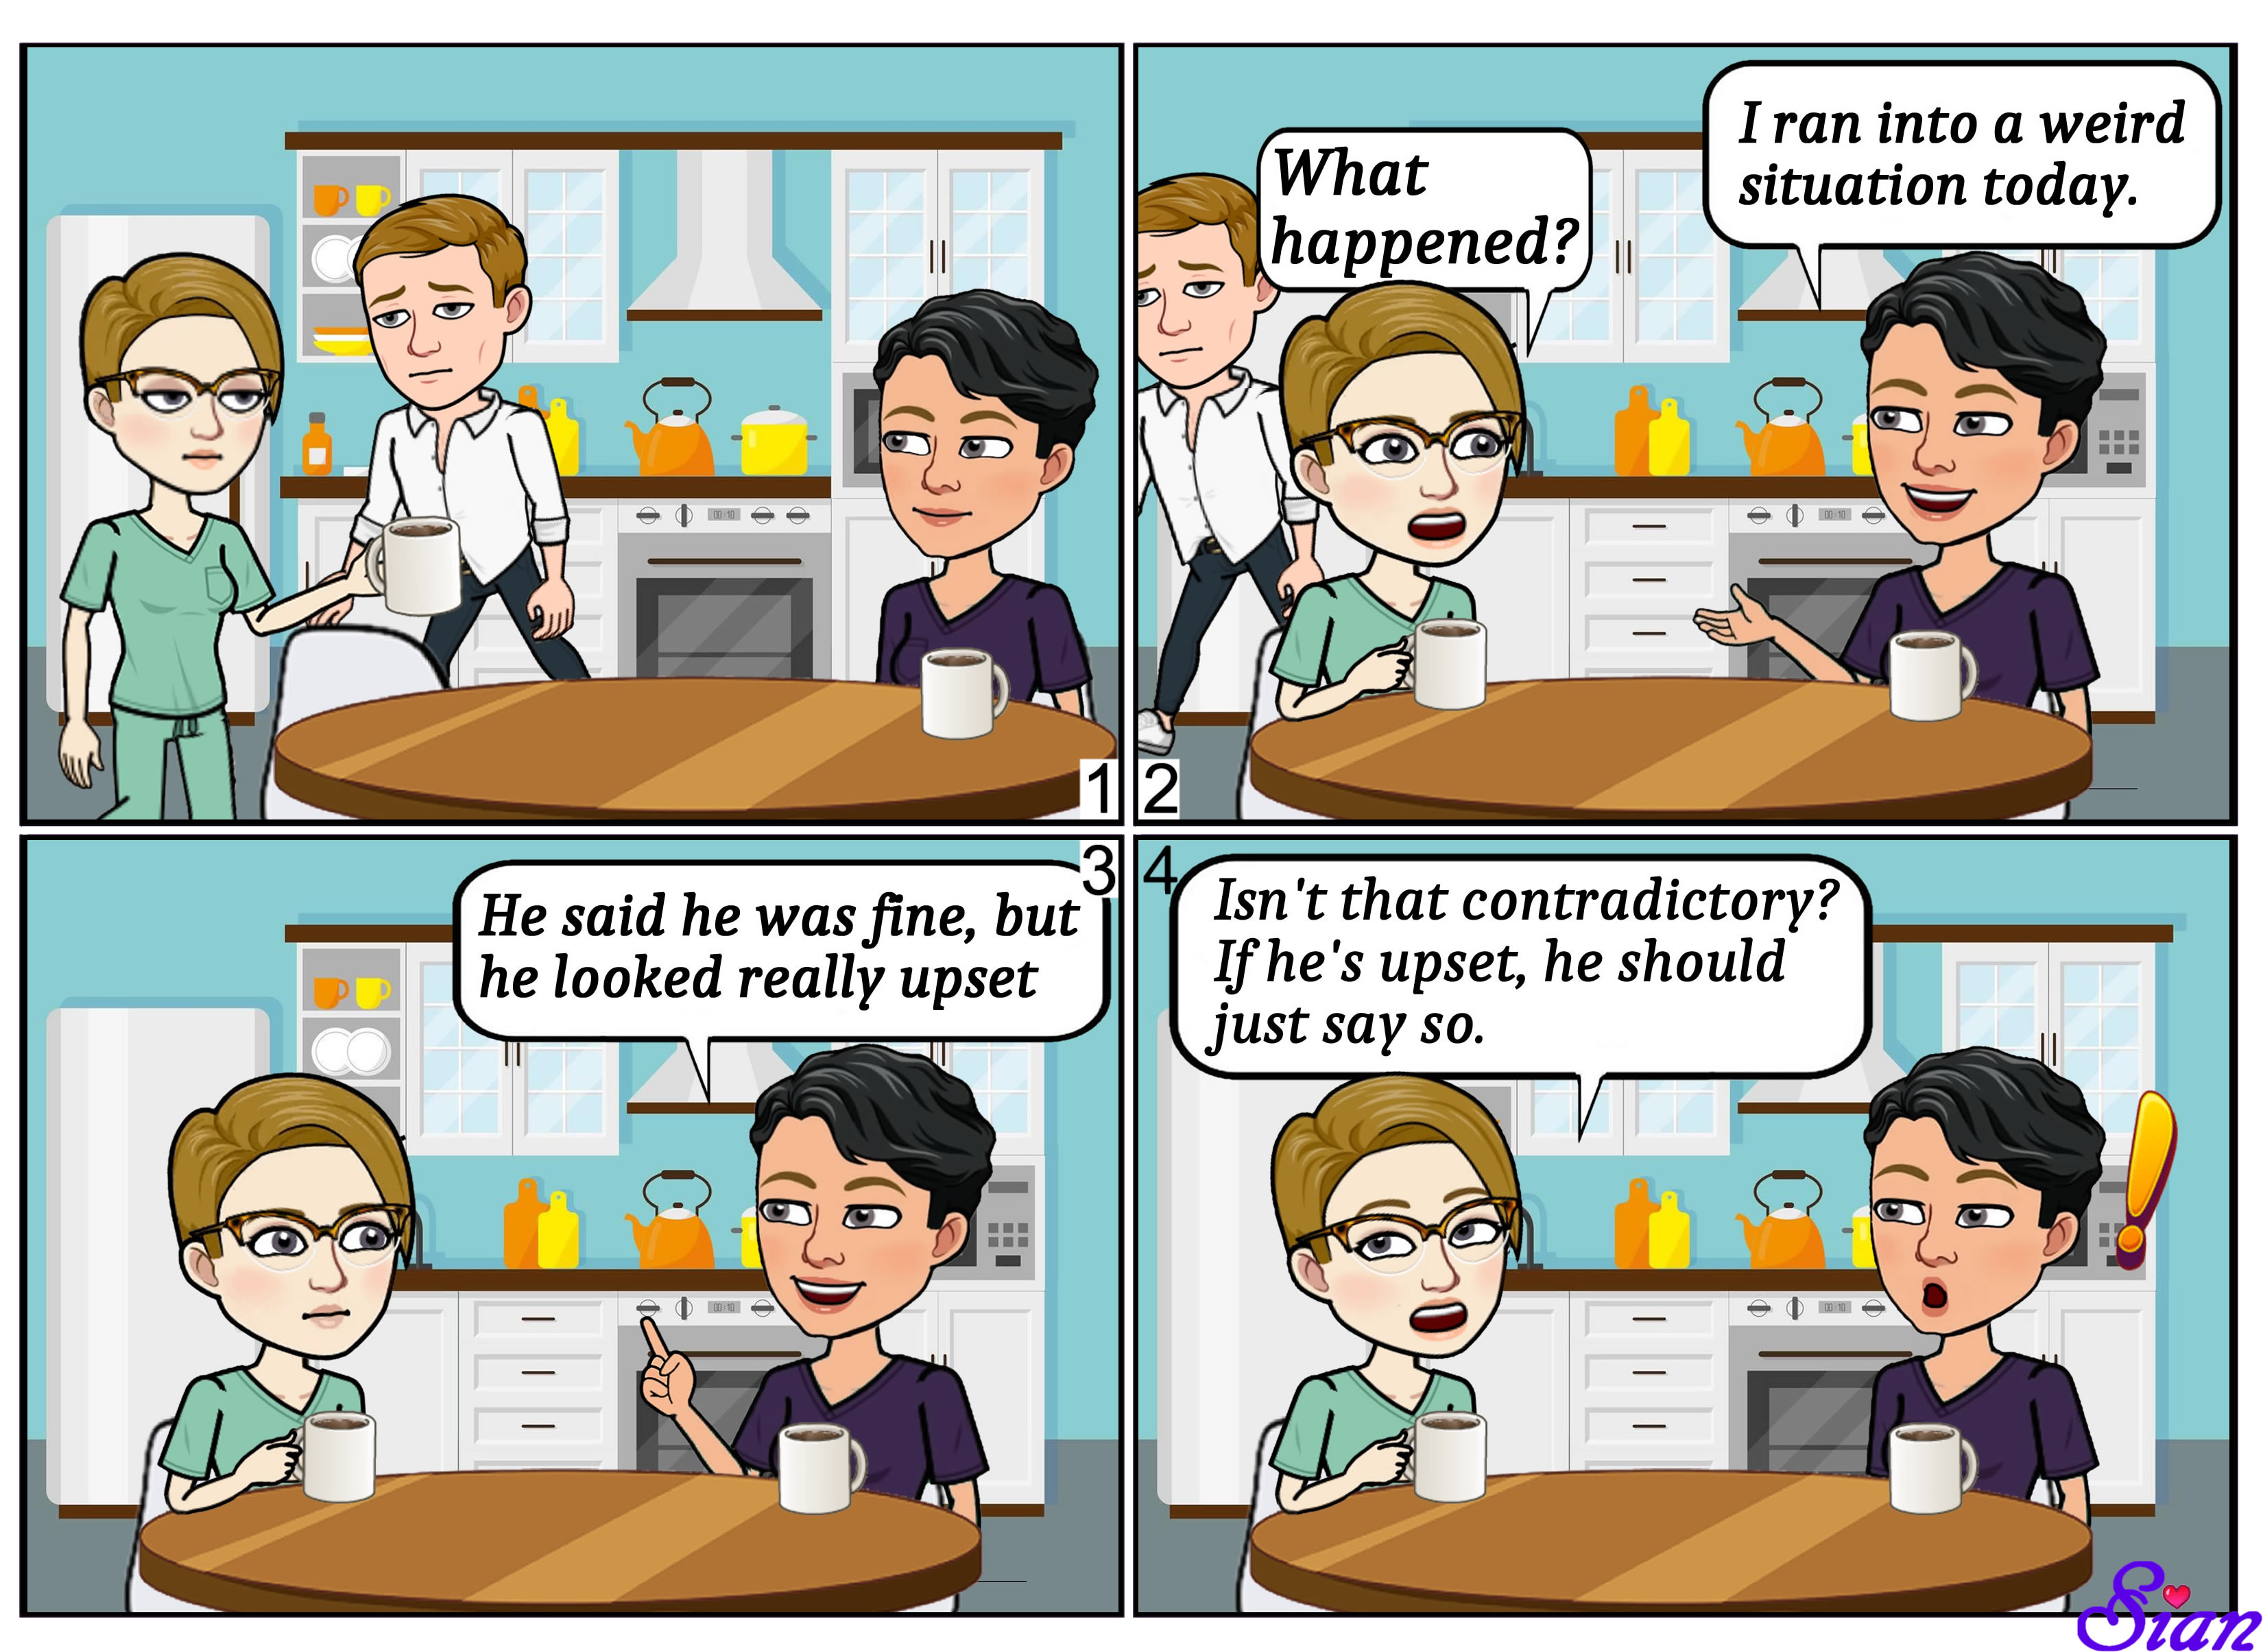 What
happened?
I ran into a weird
situation today.
1
2
He said he was fine, but
he looked really upset
3
4
Isn't that contradictory?
If he's upset, he should
just say so.
Sian